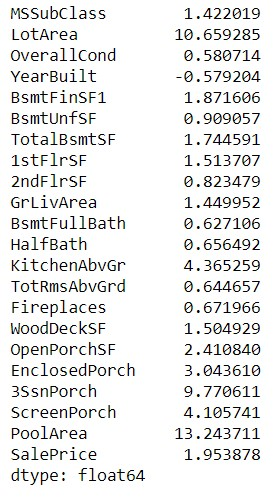 MSSubClass 1.422019
LotArea 10.659285
OverallCond 0.580714
YearBuilt -0.579204
BsmtFinSF1 1.871606
BsmtUnfSF 0.909057
TotalBsmtSF 1.744591
1stFlrSF 1.513707
2ndFlrSF 0.823479
GrLivArea 1.449952
BsmtFullBath 0.627106
HalfBath 0.656492
KitchenAbvGr 4.365259
TotRmsAbvGrd 0.644657
Fireplaces 0.671966
WoodDeckSF 1.504929
OpenPorchSF 2.410840
EnclosedPorch 3.043610
3SsnPorch 9.770611
ScreenPorch 4.105741
PoolArea 13.243711
SalePrice 1.953878
dtype: float64